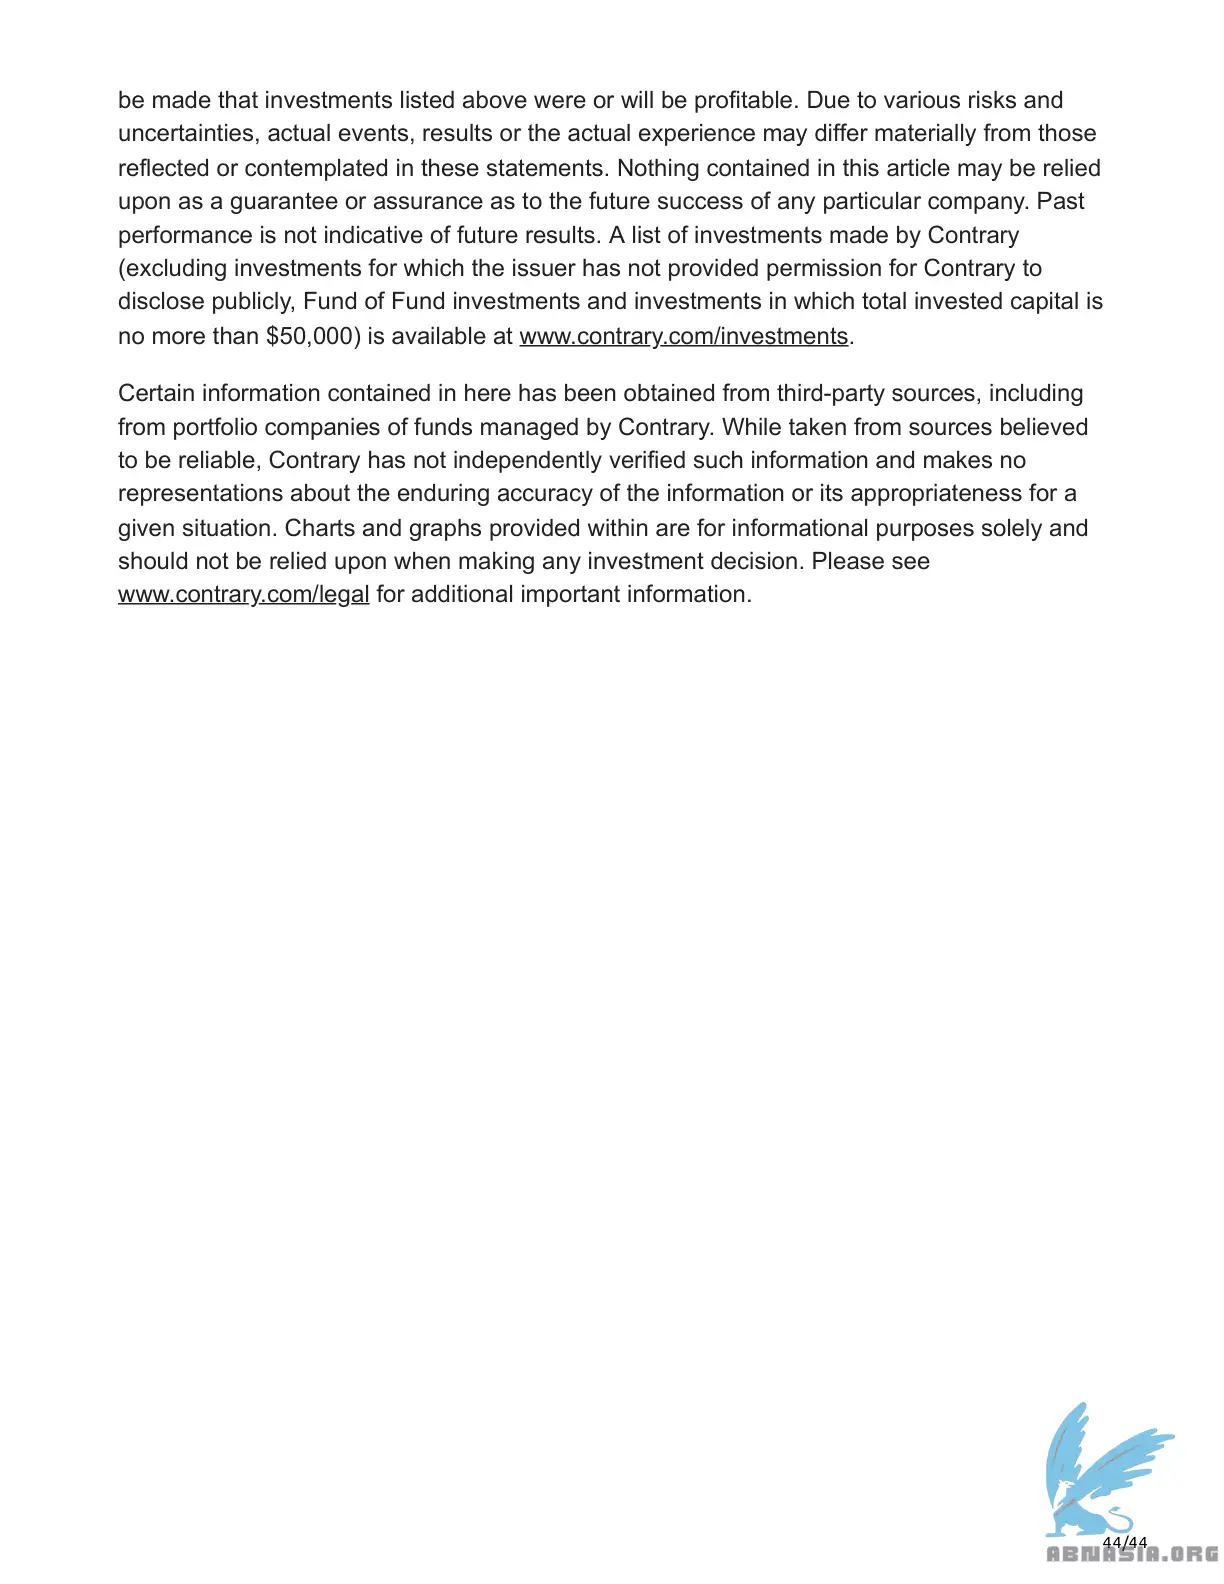 be made that investments listed above were or will be profitable. Due to various risks and
uncertainties, actual events, results or the actual experience may differ materially from those
reflected or contemplated in these statements. Nothing contained in this article may be relied
upon as a guarantee or assurance as to the future success of any particular company. Past
performance is not indicative of future results. A list of investments made by Contrary
(excluding investments for which the issuer has not provided permission for Contrary to
disclose publicly, Fund of Fund investments and investments in which total invested capital is
no more than $50,000) is available at www.contrary.com/investments.
Certain information contained in here has been obtained from third-party sources, including
from portfolio companies of funds managed by Contrary. While taken from sources believed
to be reliable, Contrary has not independently verified such information and makes no
representations about the enduring accuracy of the information or its appropriateness for a
given situation. Charts and graphs provided within are for informational purposes solely and
should not be relied upon when making any investment decision. Please see
www.contrary.com/legal for additional important information.
44/44
ABNASIA.ORG